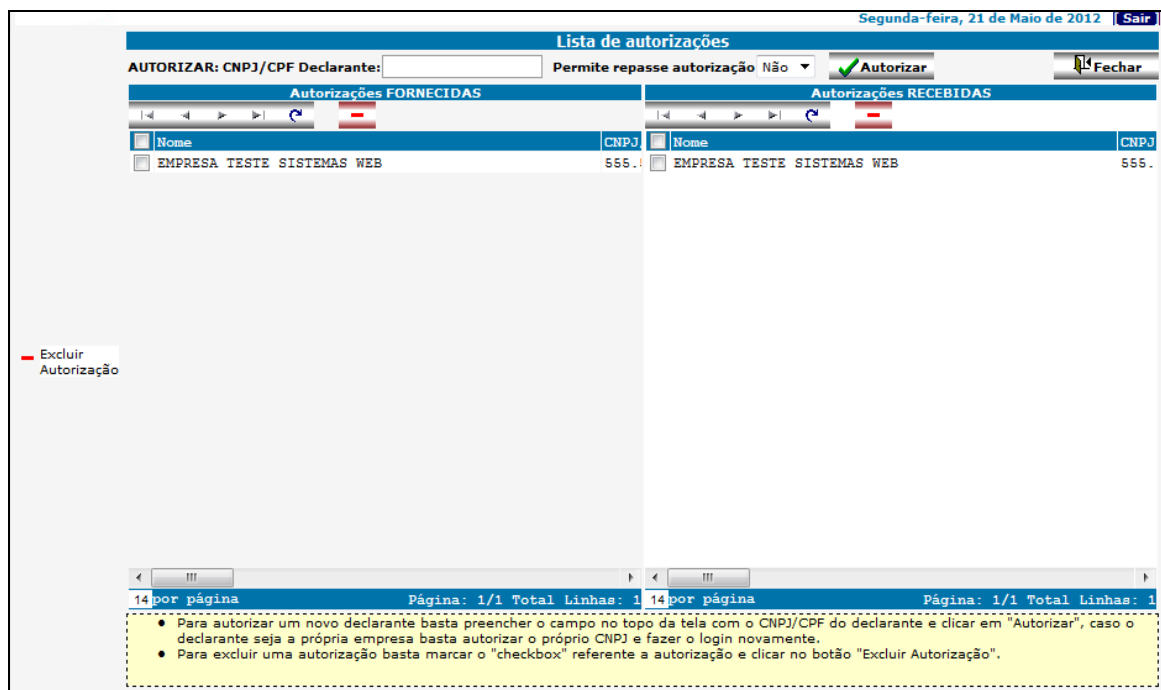 Segunda-feira, 21 de Maio de 2012 [Sair]
Lista de autorizações
AUTORIZAR: CNPJ/CPF Declarante: Permite repasse autorização Não Autorizar Fechar
Autorizações FORNECIDAS Autorizações RECEBIDAS
Nome CNPJ Nome CNPJ
EMPRESA TESTE SISTEMAS WEB 555. EMPRESA TESTE SISTEMAS WEB 555.
Excluir
Autorização
14 por página Página: 1/1 Total Linhas: 1 14 por página Página: 1/1 Total Linhas: 1
• Para autorizar um novo declarante basta preencher o campo no topo da tela com o CNPJ/CPF do declarante e clicar em "Autorizar", caso o
declarante seja a própria empresa basta autorizar o próprio CNPJ e fazer o login novamente.
• Para excluir uma autorização basta marcar o "checkbox" referente a autorização e clicar no botão "Excluir Autorização".